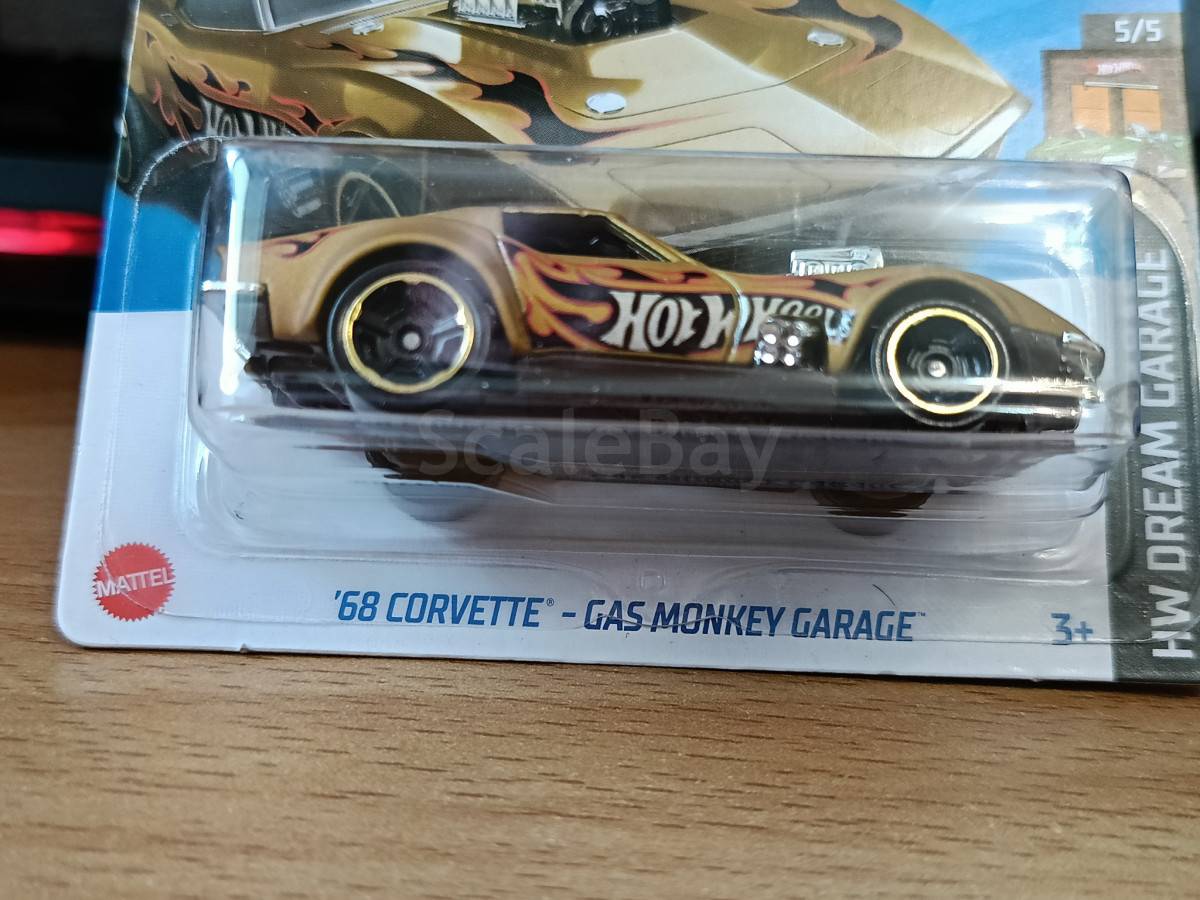 5/5
HOT WHEELS
HW DREAM GARAGE
ScaleBay
MATTEL
'68 CORVETTE® – GAS MONKEY GARAGE™
3+